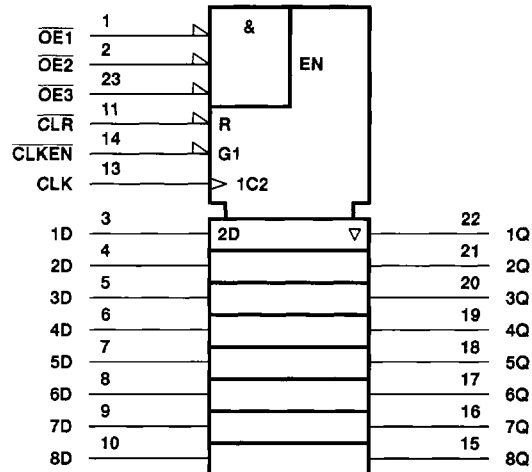 &
EN
OE1 1
OE2 2
OE3 23
CLR 11 R
CLKEN 14 G1
CLK 13 1C2
1D 3 2D ▽ 22 1Q
2D 4 21 2Q
3D 5 20 3Q
4D 6 19 4Q
5D 7 18 5Q
6D 8 17 6Q
7D 9 16 7Q
8D 10 15 8Q